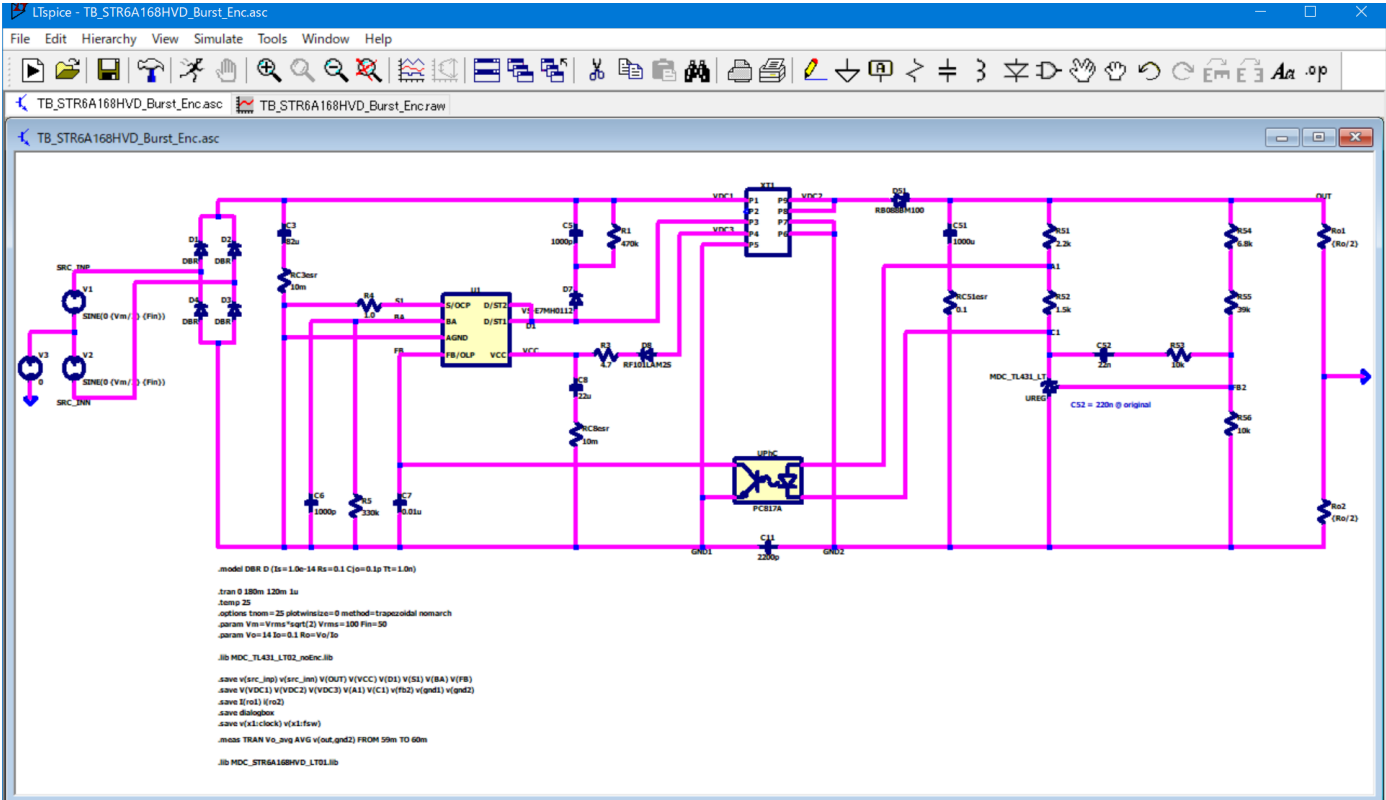 LTspice - TB_STR6A168HVD_Burst_Enc.asc
File Edit Hierarchy View Simulate Tools Window Help
Aa .op
TB_STR6A168HVD_Burst_Enc.asc TB_STR6A168HVD_Burst_Enc.raw
TB_STR6A168HVD_Burst_Enc.asc
XT1
VDC1 P1 P9 VDC2
P2 P8
P3 P7
VDC3 P4 P6
P5
D51
RB088BM100
OUT
C3
82u
RC3esr
10m
C5
1000p
R1
470k
D7
C51
1000u
RC51esr
0.1
R51
2.2k
A1
R52
1.5k
C1
R54
6.8k
R55
39k
Ro1
{Ro/2}
D1
DBR
D2
DBR
D4
DBR
D3
DBR
SRC_INP
V1
SINE(0 {Vm/2} {Fin})
V3
0
V2
SINE(0 {Vm/2} {Fin})
SRC_INN
R4
1.0
S1
BA
FB
U1
S/OCP D/ST2
BA D/ST1
AGND
FB/OLP VCC
D1
VCC
R3
4.7
D8
RF101LAM2S
C8
22u
RC8esr
10m
C52
22n
R53
10k
MDC_TL431_LT
UREG
FB2
C52 = 220n @ original
R56
10k
UPhC
PC817A
C6
1000p
R5
330k
C7
0.01u
Ro2
{Ro/2}
GND1
C11
2200p
GND2
.model DBR D (Is=1.0e-14 Rs=0.1 Cjo=0.1p Tt=1.0n)
.tran 0 180m 120m 1u
.temp 25
.options tnom=25 plotwinsize=0 method=trapezoidal nomarch
.param Vm=Vrms*sqrt(2) Vrms=100 Fin=50
.param Vo=14 Io=0.1 Ro=Vo/Io
.lib MDC_TL431_LT02_noEnc.lib
.save v(src_inp) v(src_inn) V(OUT) V(VCC) V(D1) V(S1) V(BA) V(FB)
.save V(VDC1) V(VDC2) V(VDC3) V(A1) V(C1) v(fb2) v(gnd1) v(gnd2)
.save I(ro1) i(ro2)
.save dialogbox
.save v(x1:clock) v(x1:fsw)
.meas TRAN Vo_avg AVG v(out,gnd2) FROM 59m TO 60m
.lib MDC_STR6A168HVD_LT01.lib